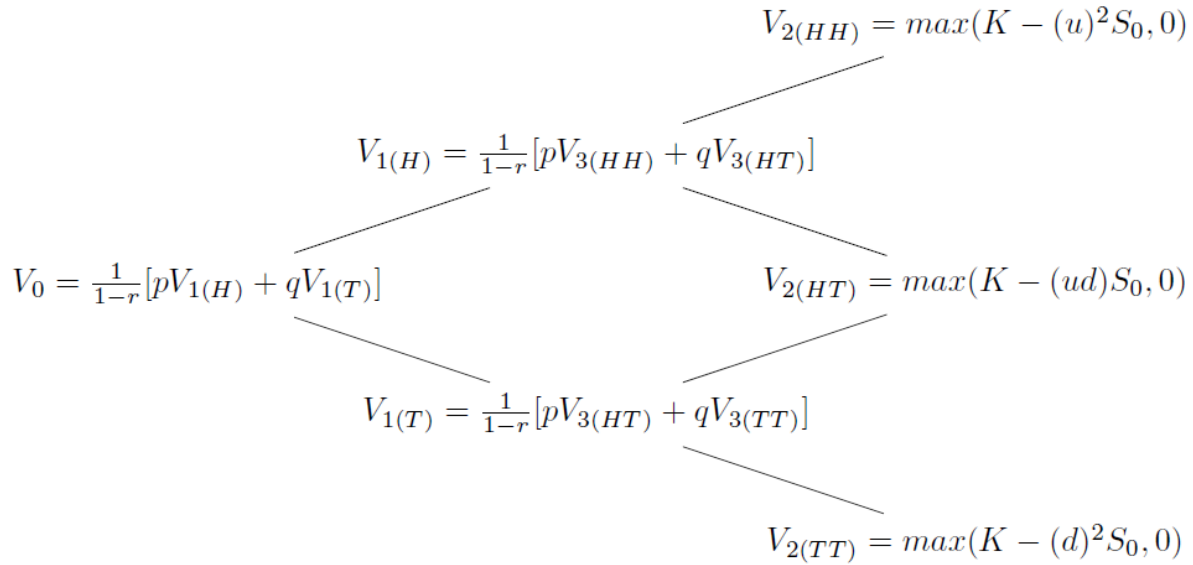 V_{2(HH)} = max(K − (u)^2 S_0, 0)
V_{1(H)} = \frac{1}{1−r}[pV_{3(HH)} + qV_{3(HT)}]
V_0 = \frac{1}{1−r}[pV_{1(H)} + qV_{1(T)}]
V_{2(HT)} = max(K − (ud)S_0, 0)
V_{1(T)} = \frac{1}{1−r}[pV_{3(HT)} + qV_{3(TT)}]
V_{2(TT)} = max(K − (d)^2 S_0, 0)